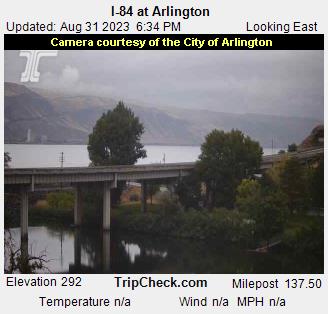 I-84 at Arlington
Updated: Aug 31 2023 6:34 PM Looking East
Camera courtesy of the City of Arlington
Elevation 292 TripCheck.com Milepost 137.50
Temperature n/a Wind n/a MPH n/a